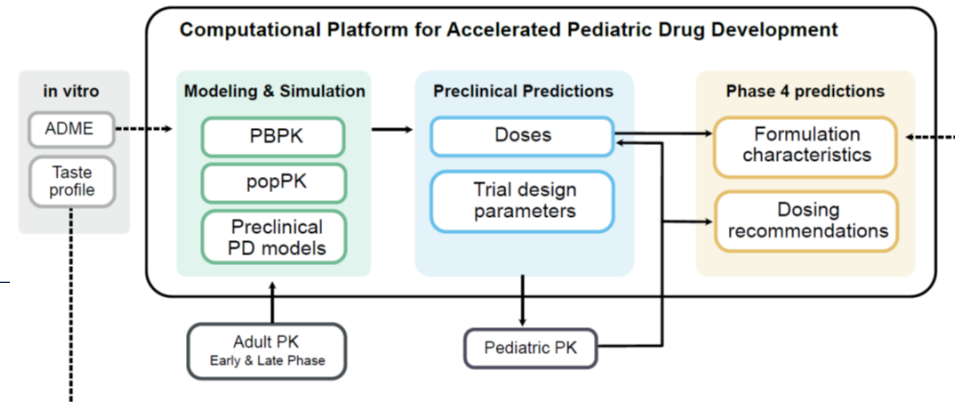 Computational Platform for Accelerated Pediatric Drug Development
in vitro
ADME
Taste
profile
Modeling & Simulation
PBPK
popPK
Preclinical
PD models
Preclinical Predictions
Doses
Trial design
parameters
Phase 4 predictions
Formulation
characteristics
Dosing
recommendations
Adult PK
Early & Late Phase
Pediatric PK